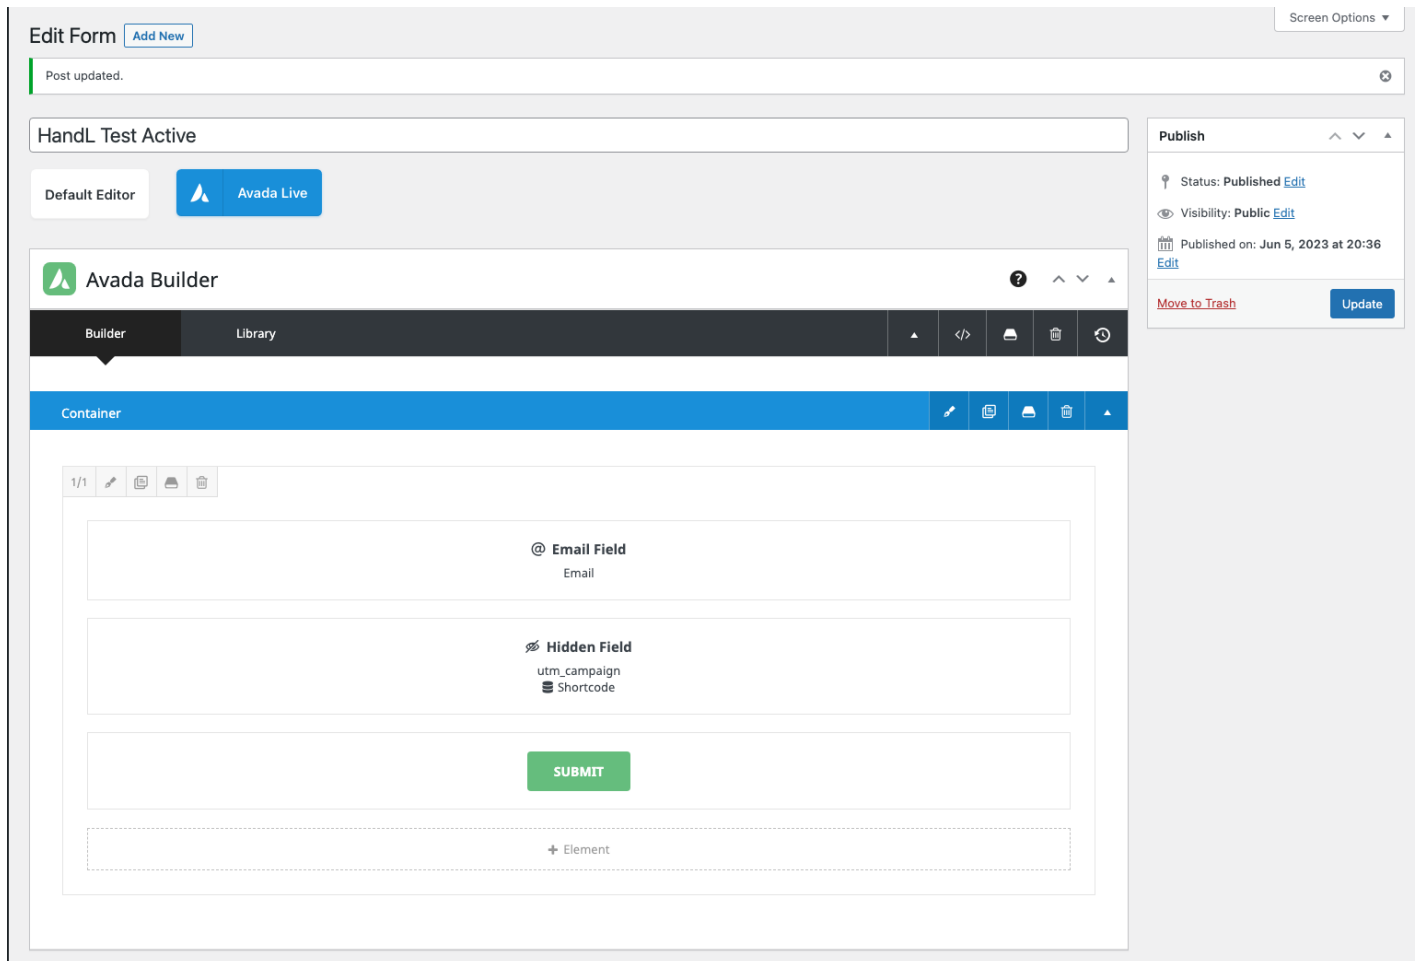 Screen Options
Edit Form Add New
Post updated.
HandL Test Active
Default Editor
Avada Live
Publish
Status: Published Edit
Visibility: Public Edit
Published on: Jun 5, 2023 at 20:36
Edit
Move to Trash
Update
Avada Builder
Builder
Library
Container
1/1
@ Email Field
Email
Hidden Field
utm_campaign
Shortcode
SUBMIT
+ Element